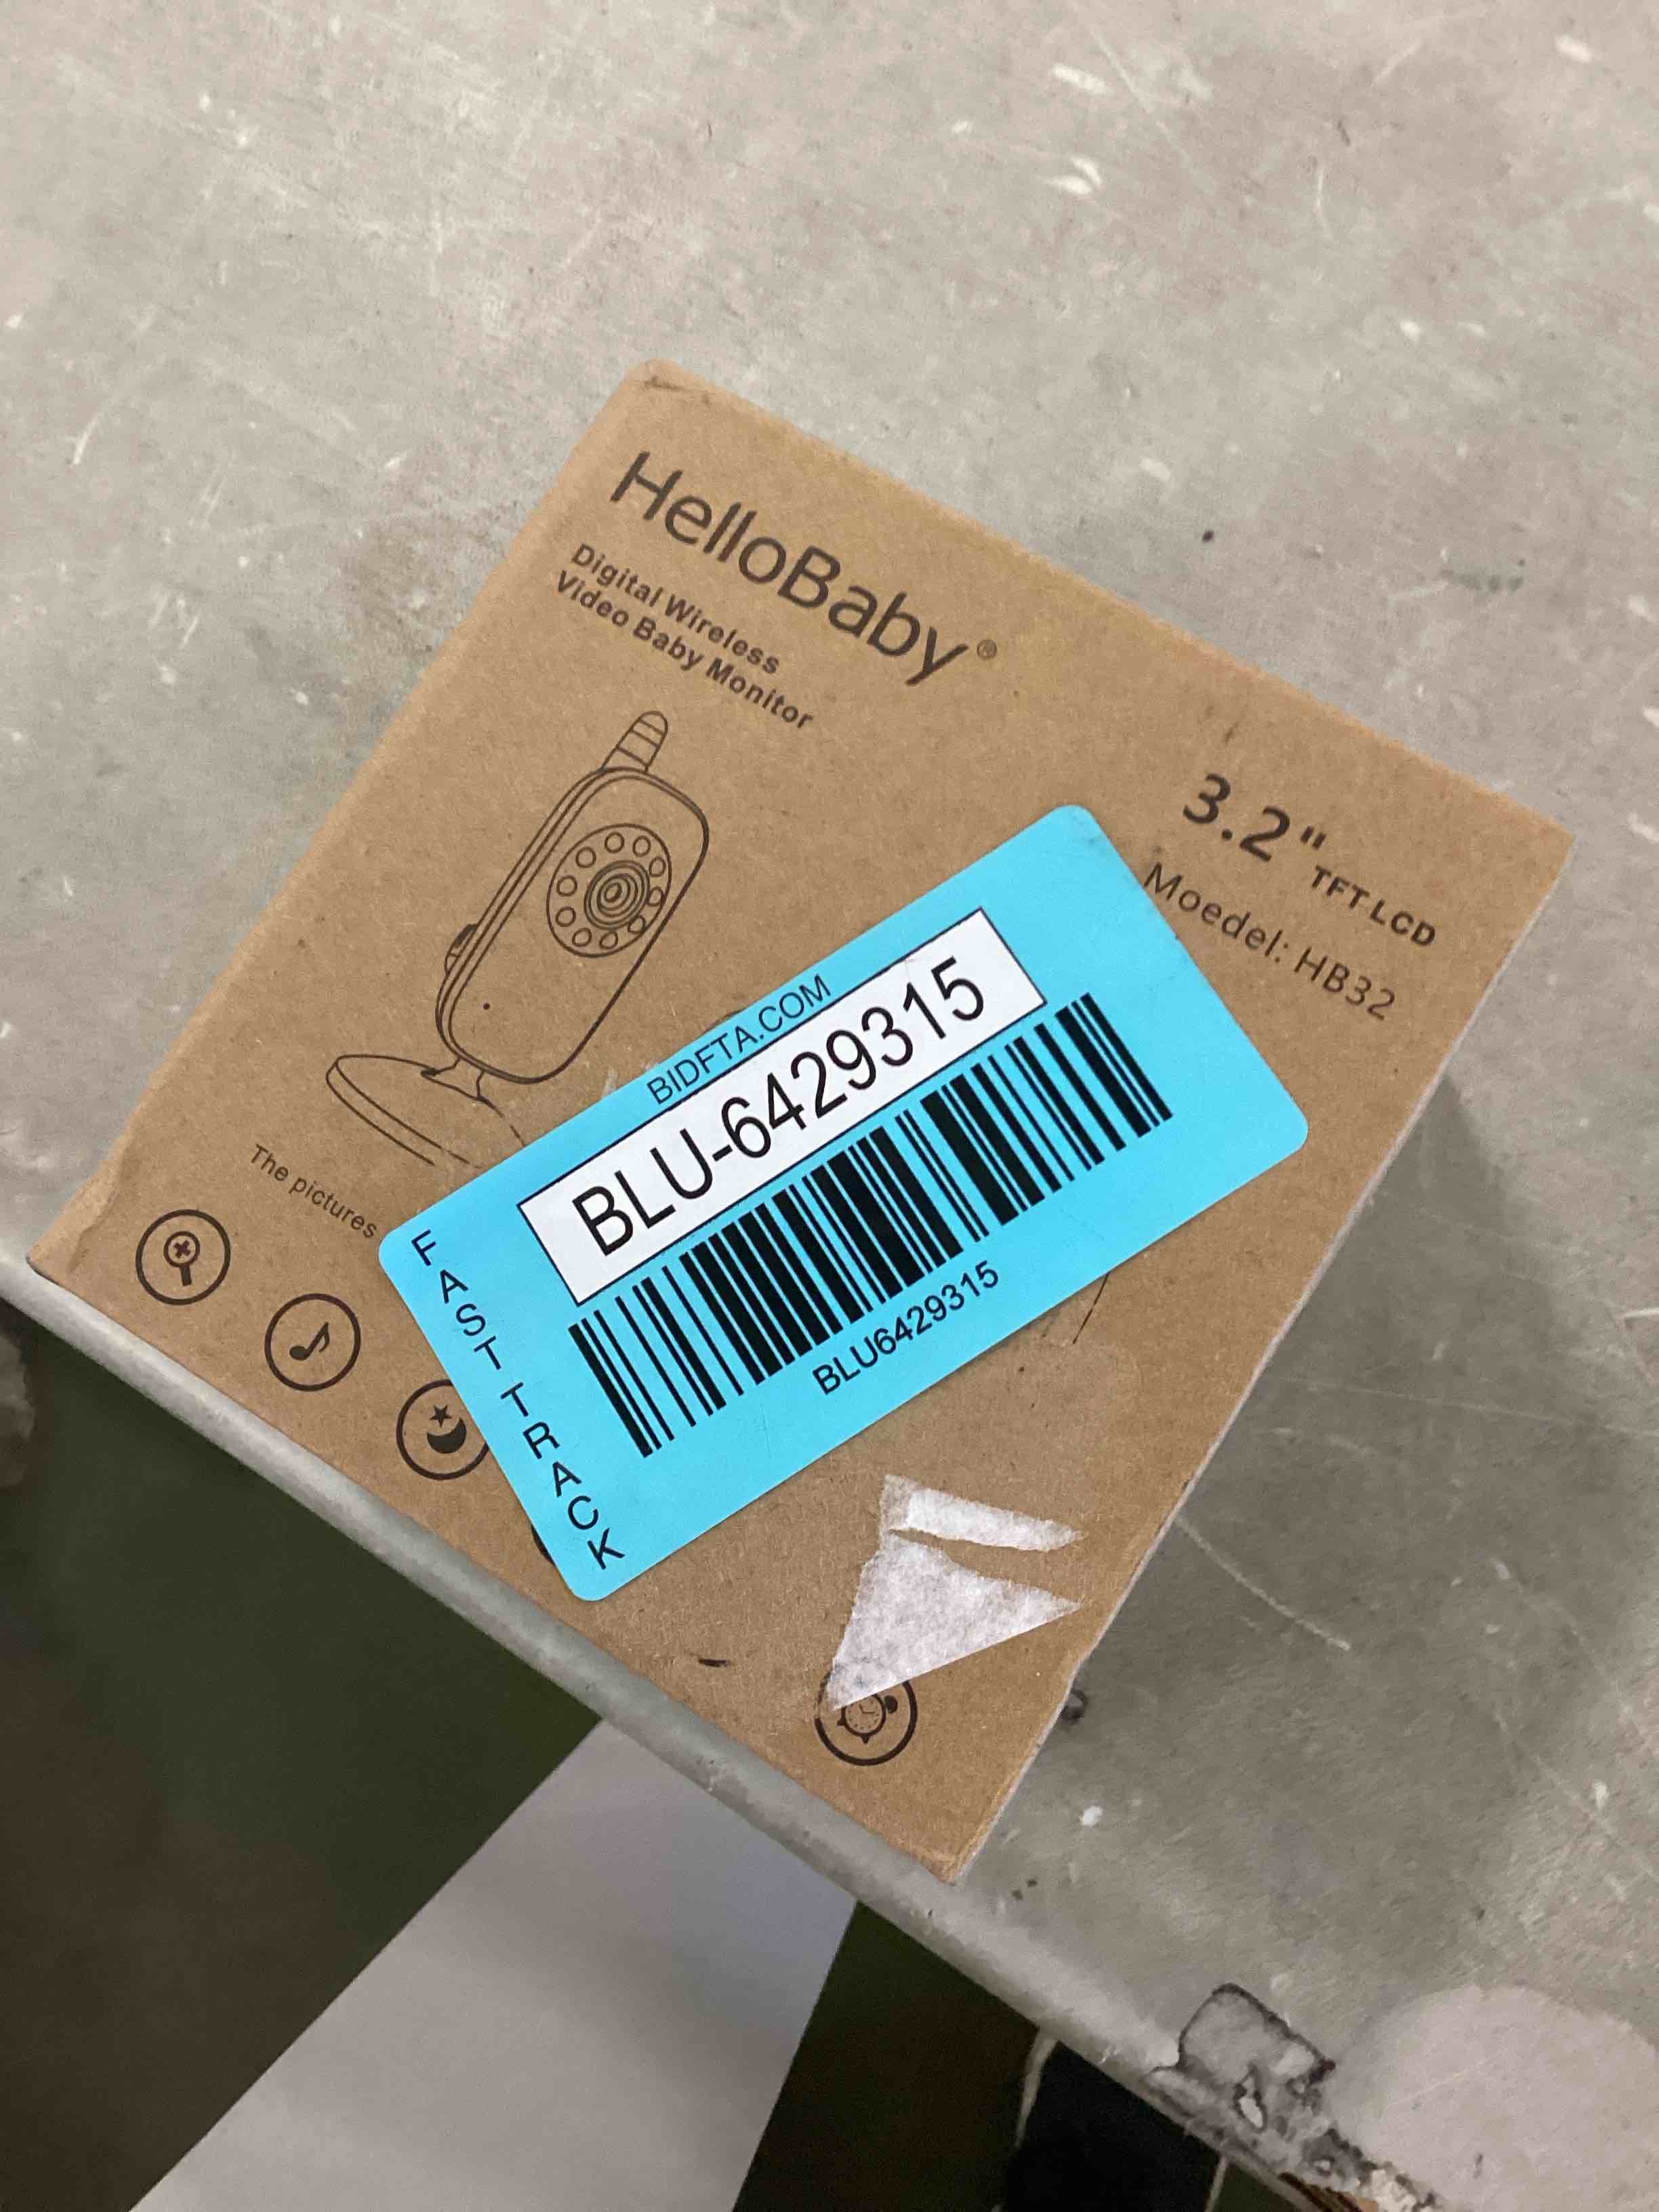 HelloBaby®
Digital Wireless
Video Baby Monitor
3.2" TFT LCD
Moedel: HB32
BIDFTA.COM
BLU-6429315
BLU6429315
FAST TRACK
The pictures